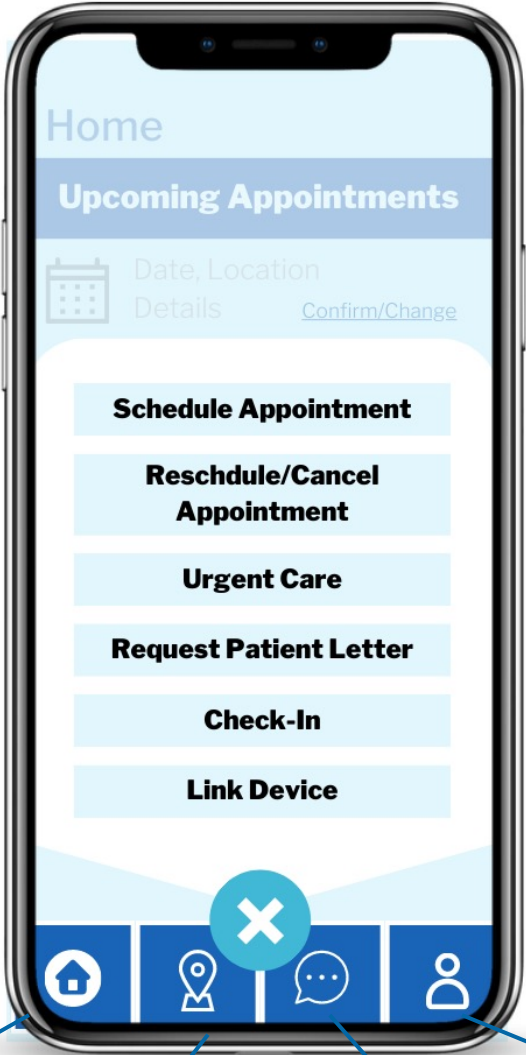 Home
Upcoming Appointments
Date, Location
Details
Confirm/Change
Schedule Appointment
Reschdule/Cancel
Appointment
Urgent Care
Request Patient Letter
Check-In
Link Device